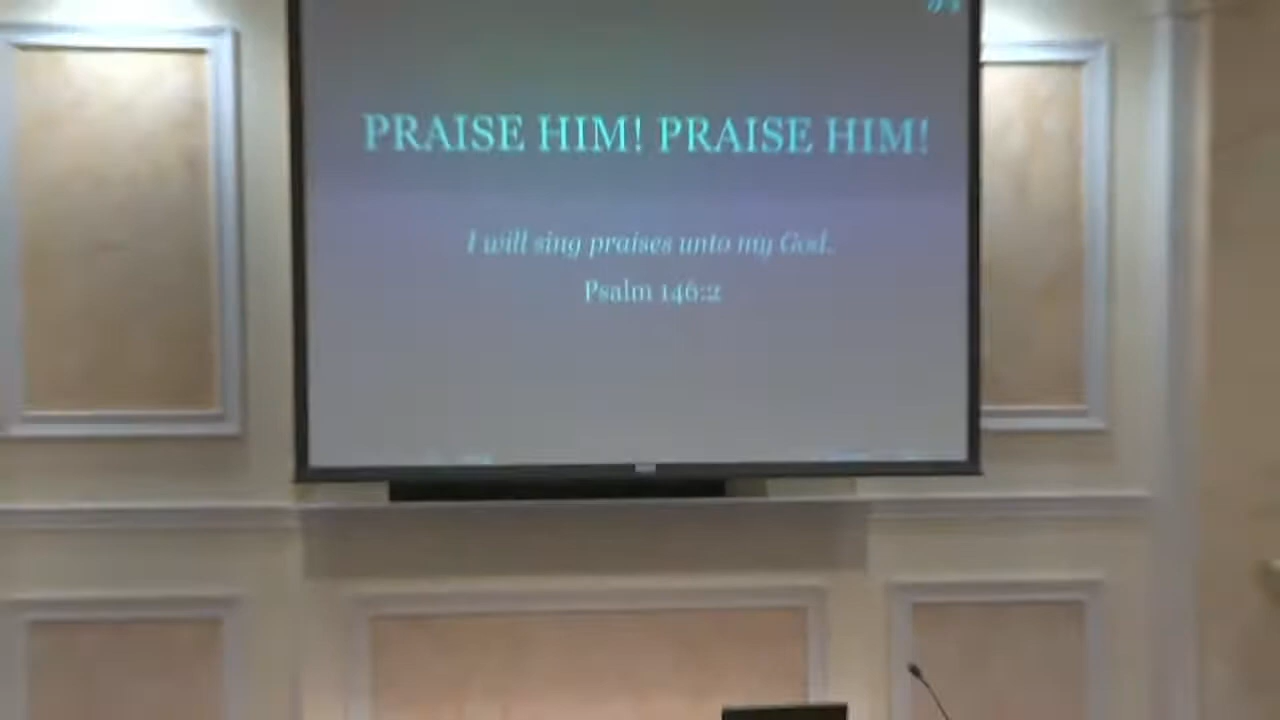 PRAISE HIM! PRAISE HIM!
I will sing praises unto my God.
Psalm 146:2